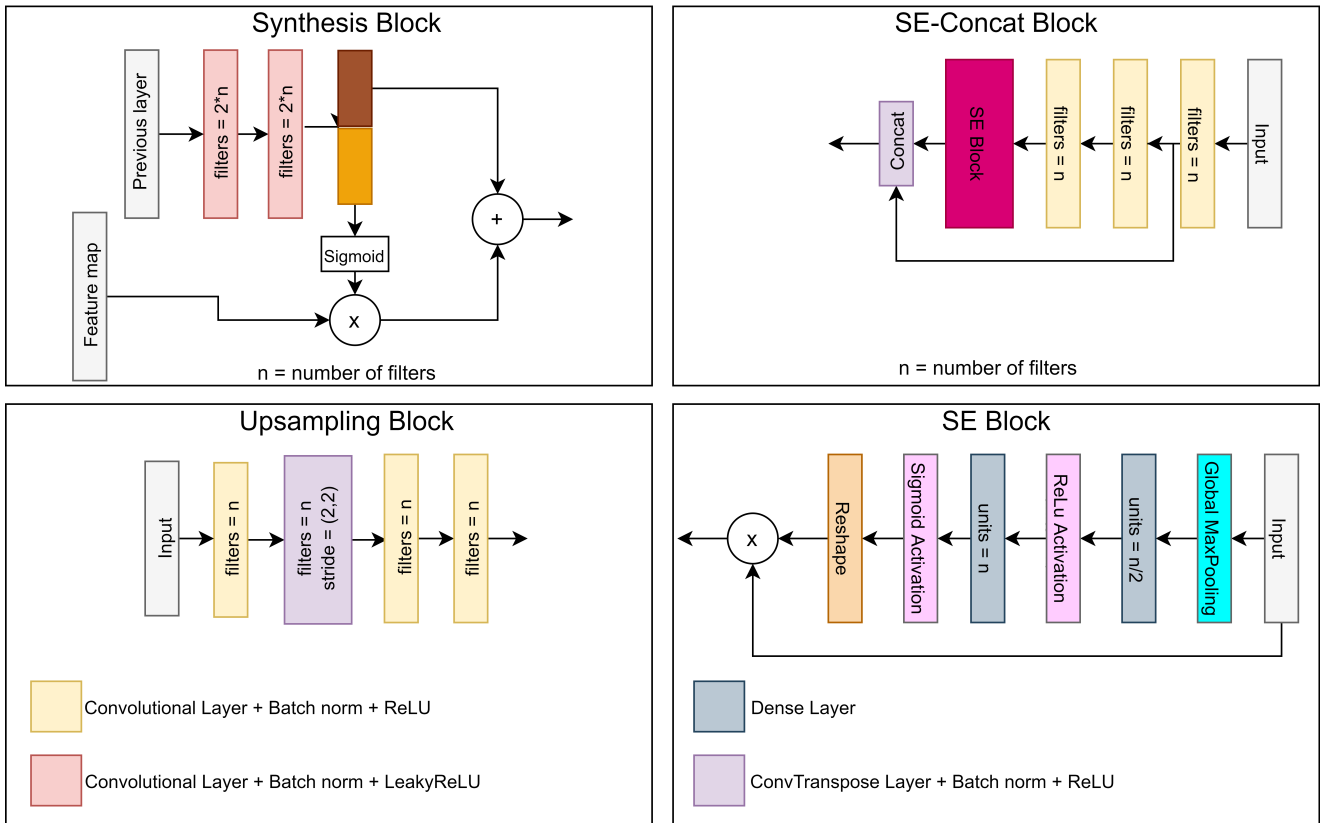 Synthesis Block
Previous layer
filters = 2*n
filters = 2*n
Feature map
Sigmoid
x
+
n = number of filters
SE-Concat Block
Concat
SE Block
filters = n
filters = n
filters = n
Input
n = number of filters
Upsampling Block
Input
filters = n
filters = n
stride = (2,2)
filters = n
filters = n
Convolutional Layer + Batch norm + ReLU
Convolutional Layer + Batch norm + LeakyReLU
SE Block
x
Reshape
Sigmoid Activation
units = n
ReLu Activation
units = n/2
Global MaxPooling
Input
Dense Layer
ConvTranspose Layer + Batch norm + ReLU